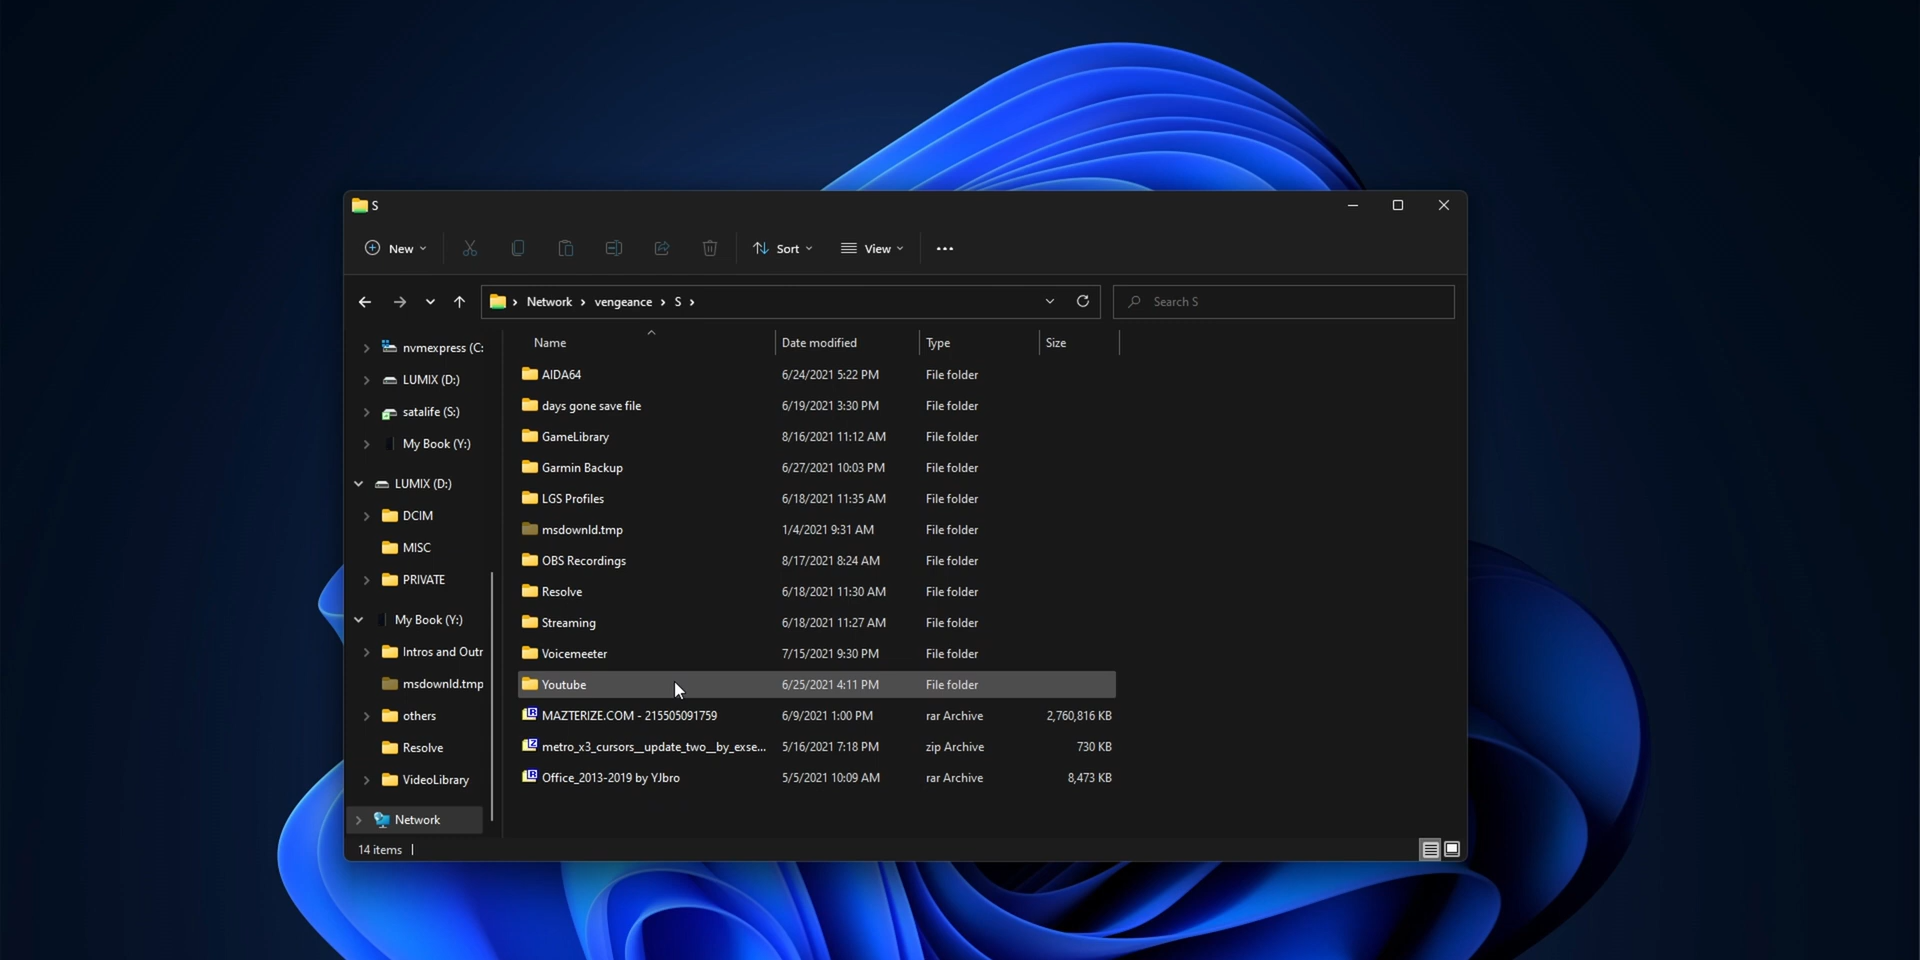 S
New Sort View
Network vengeance S Search S
nvmexpress (C:
LUMIX (D:)
satalife (S:)
My Book (Y:)
LUMIX (D:)
DCIM
MISC
PRIVATE
My Book (Y:)
Intros and Outr
msdownld.tmp
others
Resolve
VideoLibrary
Network
Name Date modified Type Size
AIDA64 6/24/2021 5:22 PM File folder
days gone save file 6/19/2021 3:30 PM File folder
GameLibrary 8/16/2021 11:12 AM File folder
Garmin Backup 6/27/2021 10:03 PM File folder
LGS Profiles 6/18/2021 11:35 AM File folder
msdownld.tmp 1/4/2021 9:31 AM File folder
OBS Recordings 8/17/2021 8:24 AM File folder
Resolve 6/18/2021 11:30 AM File folder
Streaming 6/18/2021 11:27 AM File folder
Voicemeeter 7/15/2021 9:30 PM File folder
Youtube 6/25/2021 4:11 PM File folder
MAZTERIZE.COM - 215505091759 6/9/2021 1:00 PM rar Archive 2,760,816 KB
metro_x3_cursors__update_two__by_exse... 5/16/2021 7:18 PM zip Archive 730 KB
Office_2013-2019 by YJbro 5/5/2021 10:09 AM rar Archive 8,473 KB
14 items